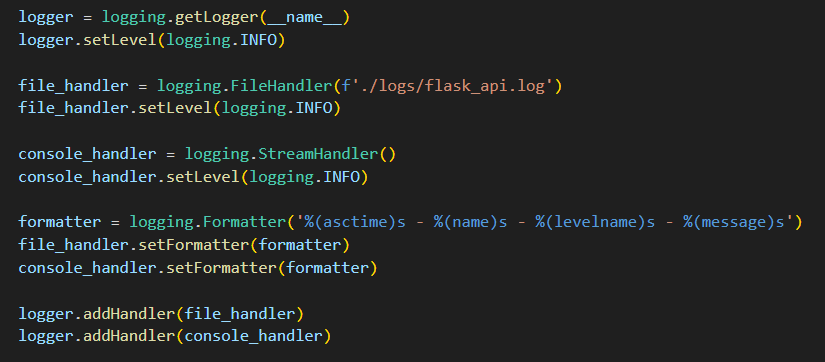 logger = logging.getLogger(__name__)
logger.setLevel(logging.INFO)
file_handler = logging.FileHandler(f'./logs/flask_api.log')
file_handler.setLevel(logging.INFO)
console_handler = logging.StreamHandler()
console_handler.setLevel(logging.INFO)
formatter = logging.Formatter('%(asctime)s - %(name)s - %(levelname)s - %(message)s')
file_handler.setFormatter(formatter)
console_handler.setFormatter(formatter)
logger.addHandler(file_handler)
logger.addHandler(console_handler)